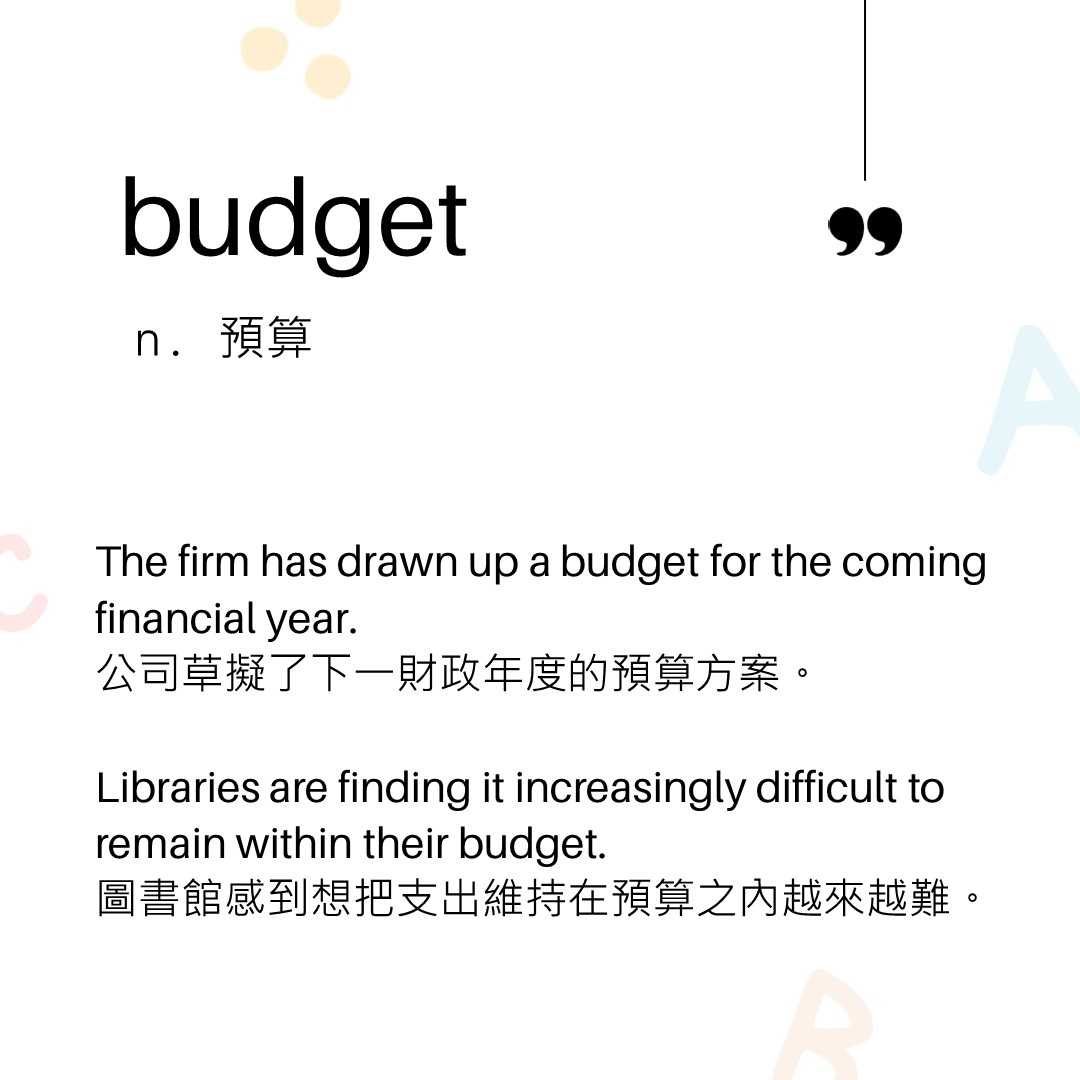 budget
”
n. 預算
A
C
The firm has drawn up a budget for the coming
financial year.
公司草擬了下一財政年度的預算方案。
Libraries are finding it increasingly difficult to
remain within their budget.
圖書館感到想把支出維持在預算之內越來越難。
B